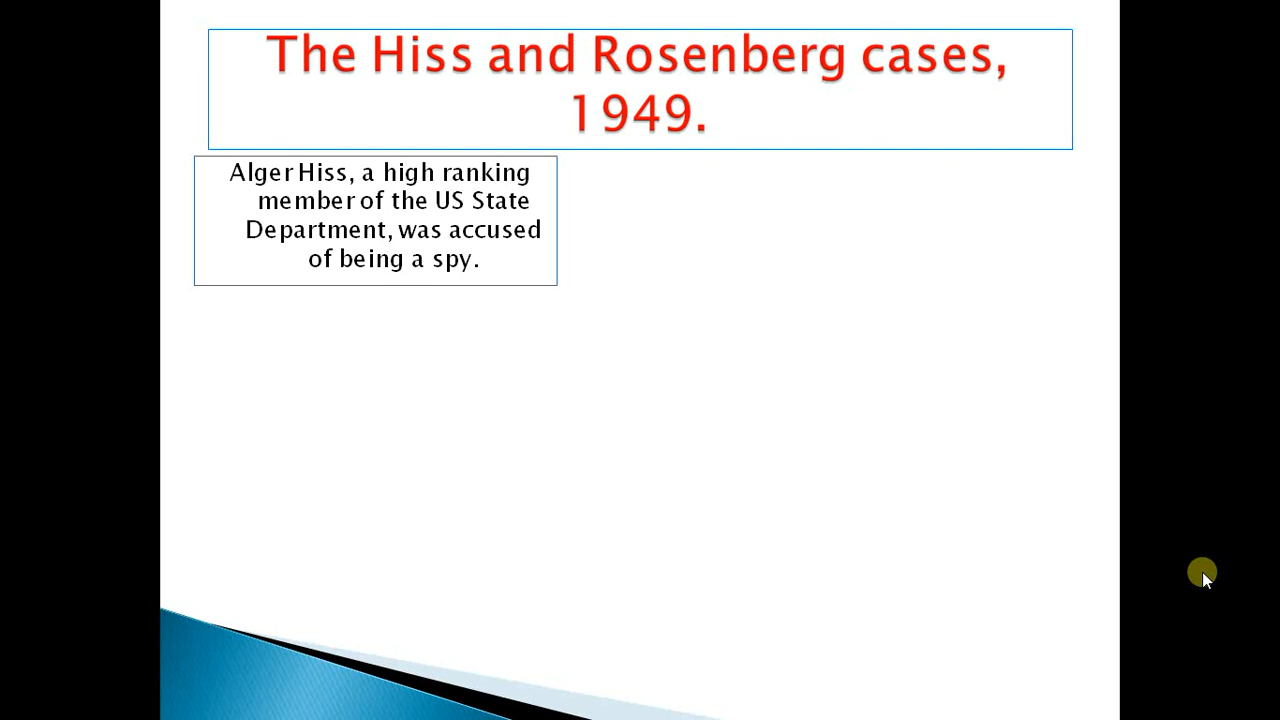 The Hiss and Rosenberg cases,
1949.
Alger Hiss, a high ranking
member of the US State
Department, was accused
of being a spy.